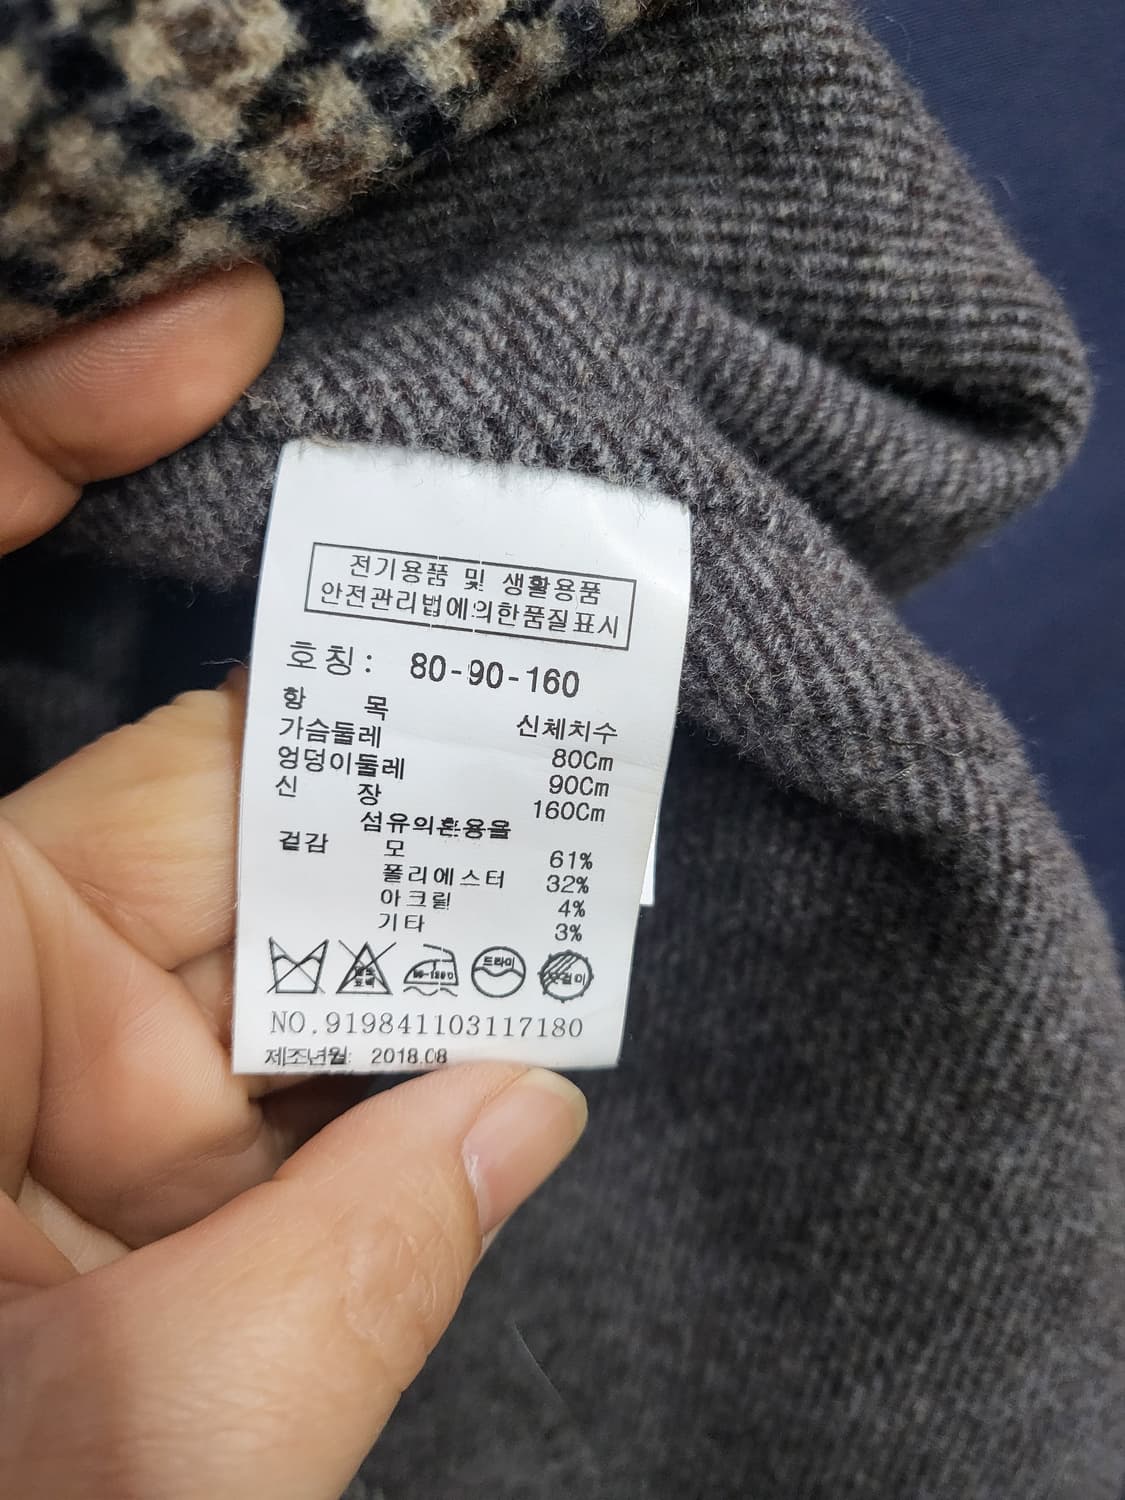 전기용품 및 생활용품
안전관리법에의한품질표시
호칭: 80-90-160
항 목 신체치수
가슴둘레 80Cm
엉덩이둘레 90Cm
신 장 160Cm
섬유의혼용율
겉감 모 61%
폴리에스터 32%
아크릴 4%
기타 3%
드라이
NO.919841103117180
제조년월: 2018.08